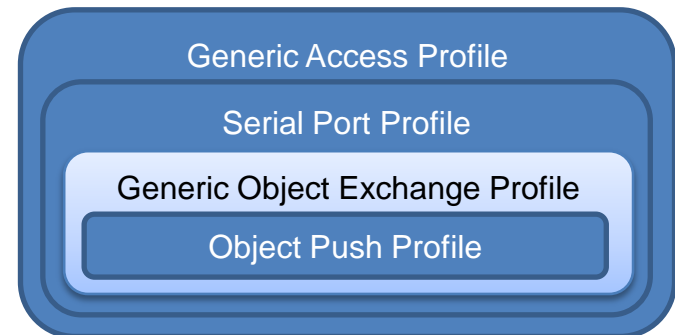 Generic Access Profile
Serial Port Profile
Generic Object Exchange Profile
Object Push Profile